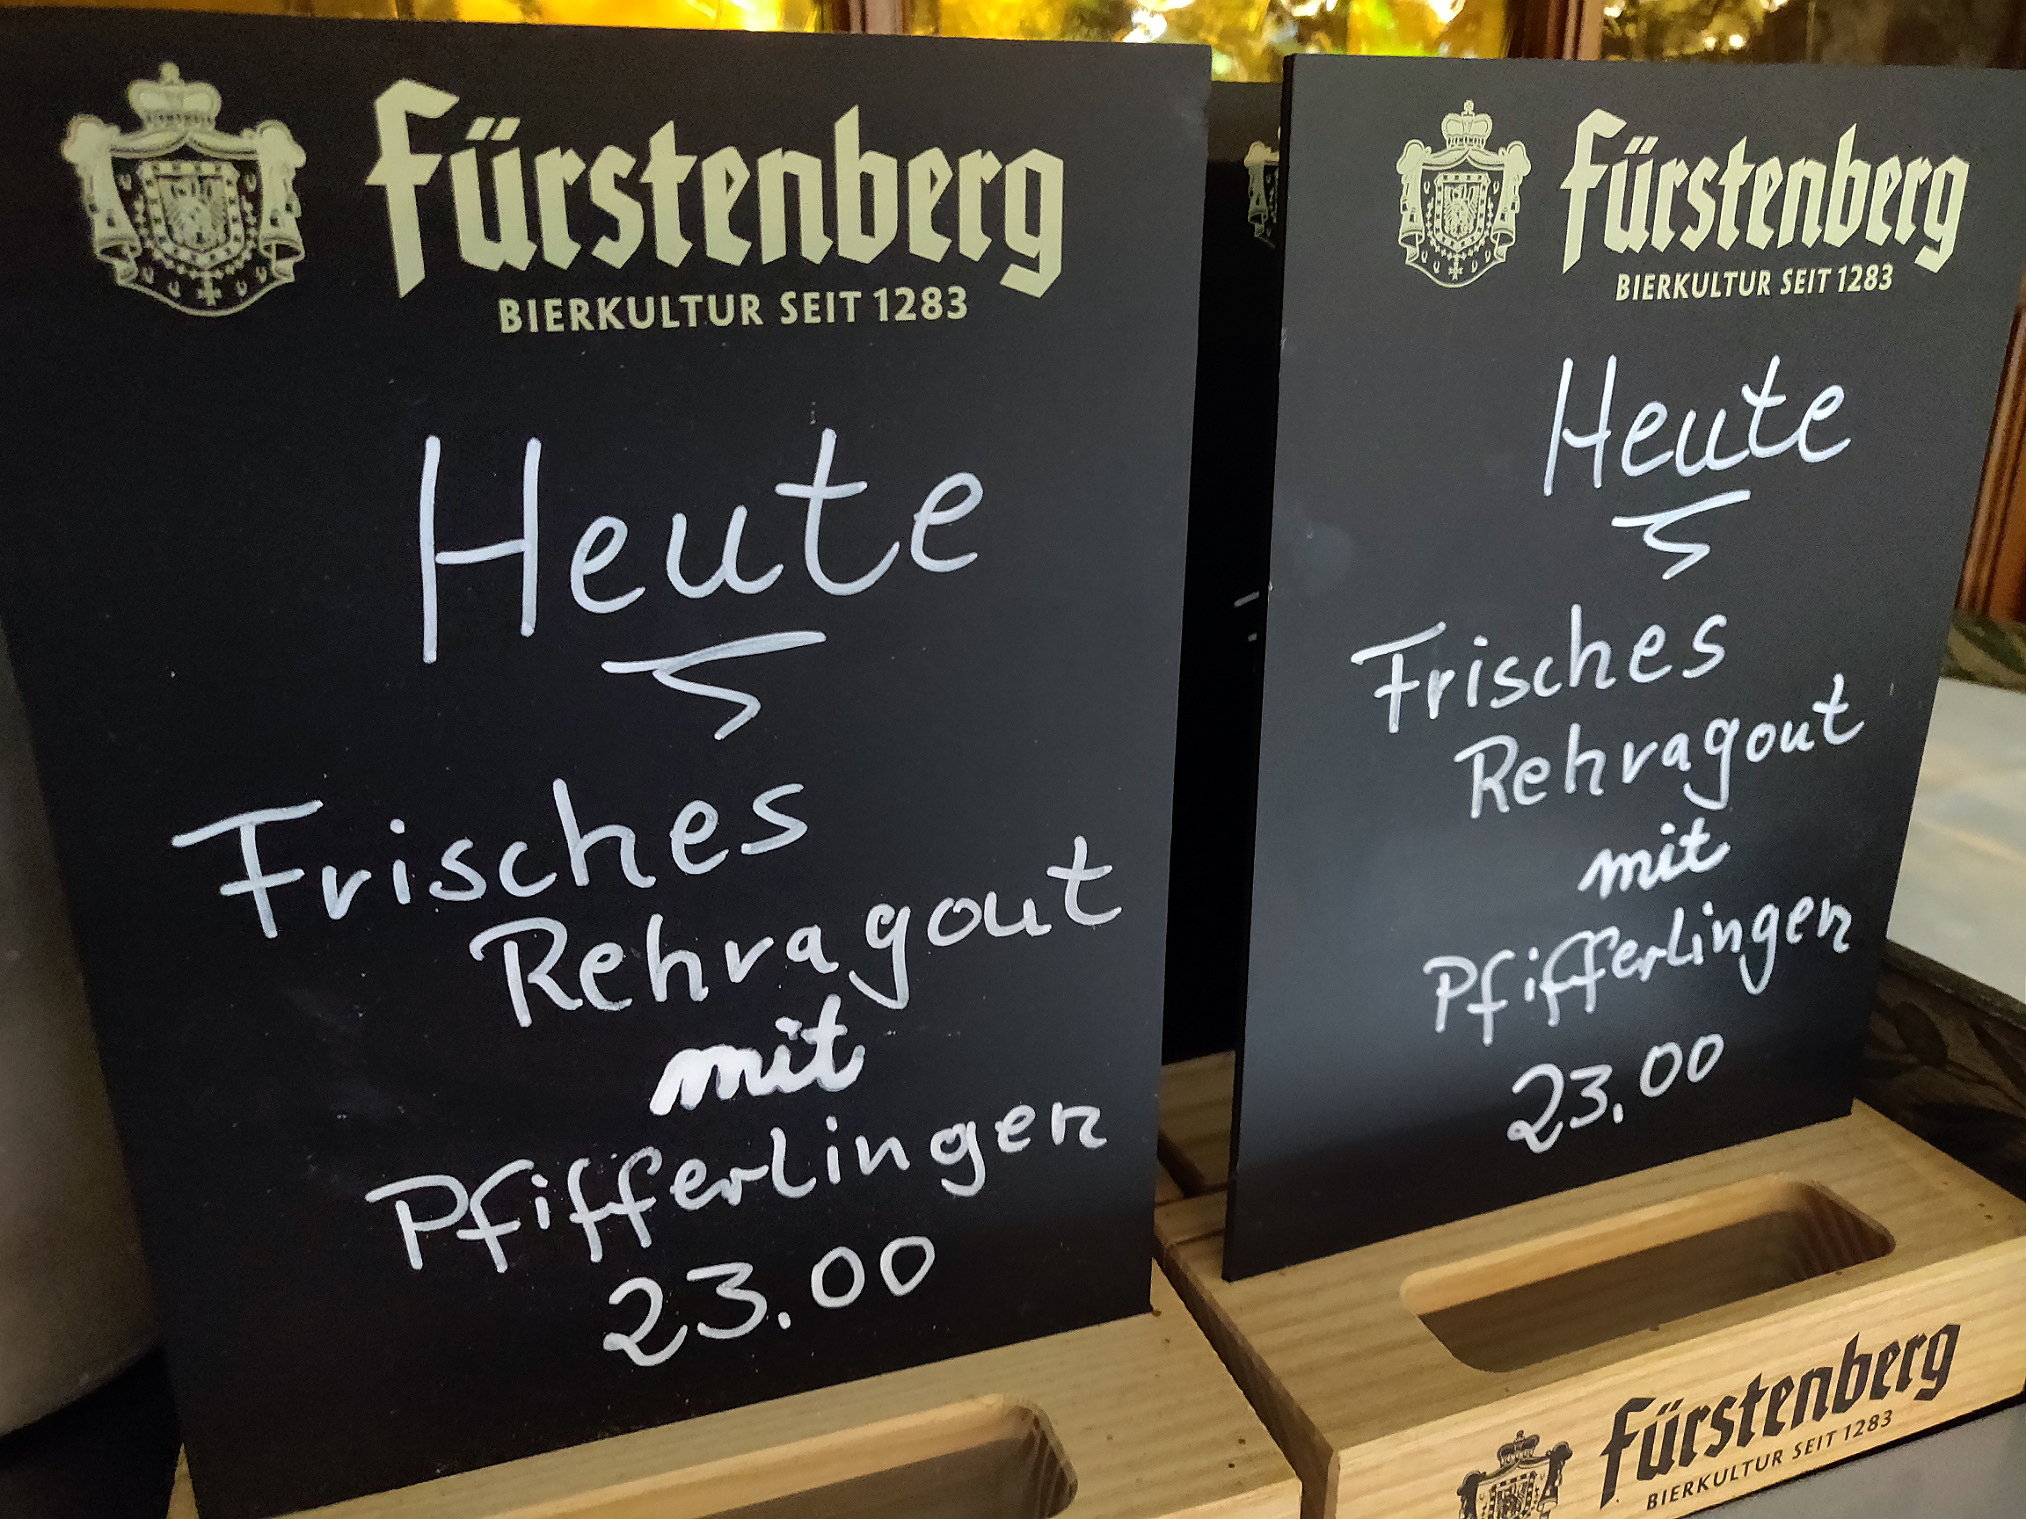 Fürstenberg
BIERKULTUR SEIT 1283
Heute
Frisches
Rehragout
mit
Pfifferlingen
23.00
Fürstenberg
BIERKULTUR SEIT 1283
Heute
Frisches
Rehragout
mit
Pfifferlingen
23.00
Fürstenberg
BIERKULTUR SEIT 1283